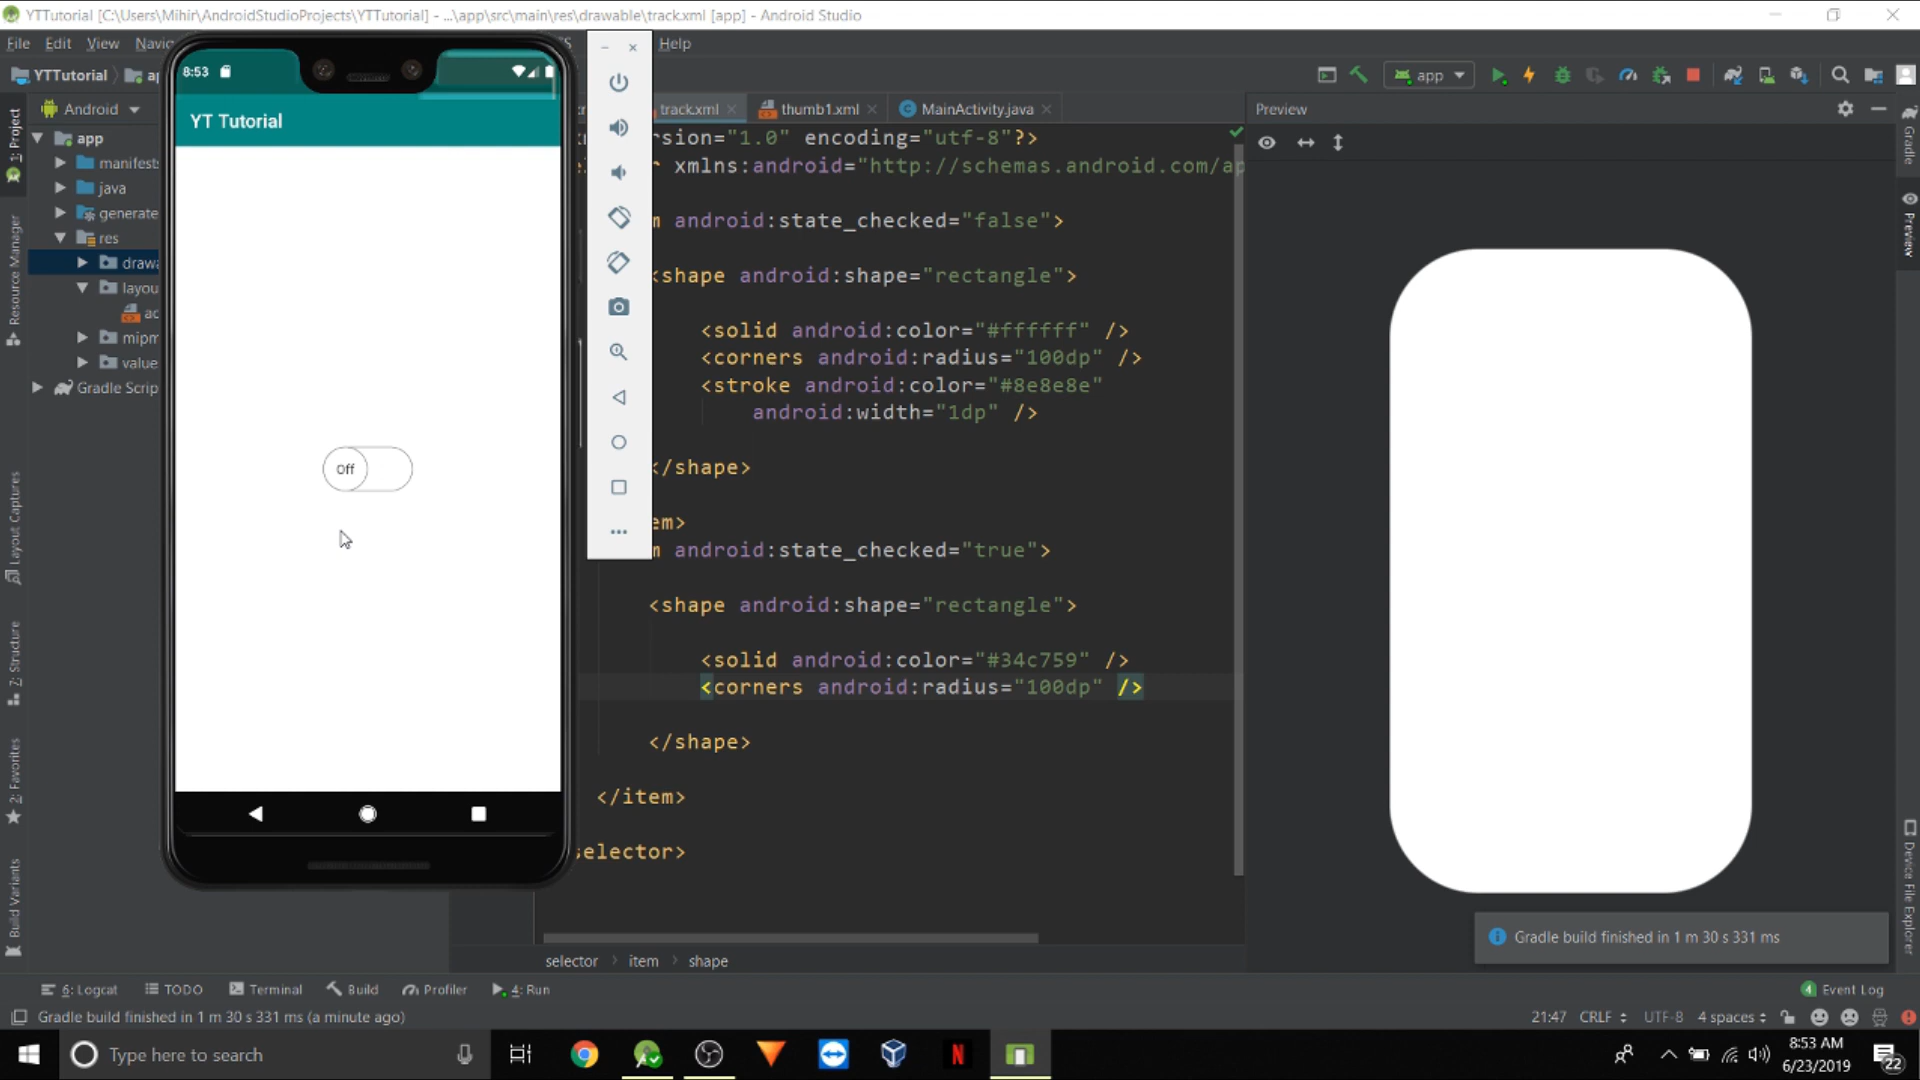 YTTutorial [C:\Users\Mihir\AndroidStudioProjects\YTTutorial] - ...\app\src\main\res\drawable\track.xml [app] - Android Studio
File Edit View Help
YTTutorial
app
Android
track.xml
thumb1.xml
MainActivity.java
Preview
8:53
YT Tutorial
Off
app
manifests
java
generate
res
drawa
layou
ac
mipm
value
Gradle Scrip
1: Project
Resource Manager
Layout Captures
7: Structure
2: Favorites
Build Variants
rsion="1.0" encoding="utf-8"?>
r xmlns:android="http://schemas.android.com/ap
android:state_checked="false">
<shape android:shape="rectangle">
<solid android:color="#ffffff" />
<corners android:radius="100dp" />
<stroke android:color="#8e8e8e"
android:width="1dp" />
</shape>
em>
android:state_checked="true">
<shape android:shape="rectangle">
<solid android:color="#34c759" />
<corners android:radius="100dp" />
</shape>
</item>
selector>
selector item shape
Gradle
Preview
Device File Explorer
Gradle build finished in 1 m 30 s 331 ms
6: Logcat TODO Terminal Build Profiler 4: Run
4 Event Log
Gradle build finished in 1 m 30 s 331 ms (a minute ago)
21:47 CRLF UTF-8 4 spaces
Type here to search
N
8:53 AM
6/23/2019
22